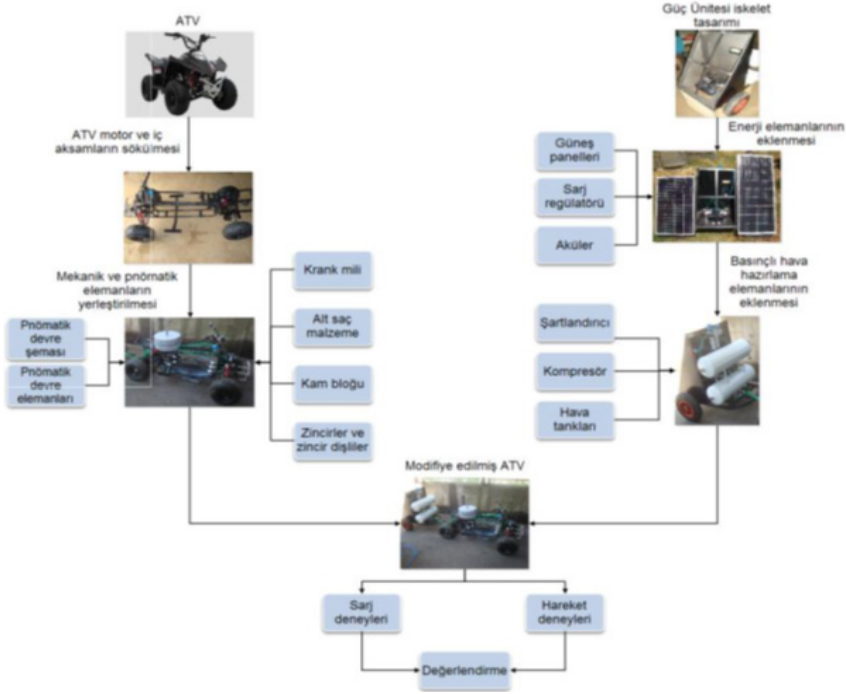 ATV
ATV motor ve iç
aksamların sökülmesi
Mekanik ve pnömatik
elemanların
yerleştirilmesi
Pnömatik
devre
şeması
Pnömatik
devre
elemanları
Krank mili
Alt saç
malzeme
Kam bloğu
Zincirler ve
zincir dişliler
Güç Ünitesi iskelet
tasarımı
Enerji elemanlarının
eklenmesi
Güneş
panelleri
Sarj
regülatörü
Aküler
Basınçlı hava
hazırlama
elemanlarının
eklenmesi
Şartlandırıcı
Kompresör
Hava
tankları
Modifiye edilmiş ATV
Sarj
deneyleri
Hareket
deneyleri
Değerlendirme